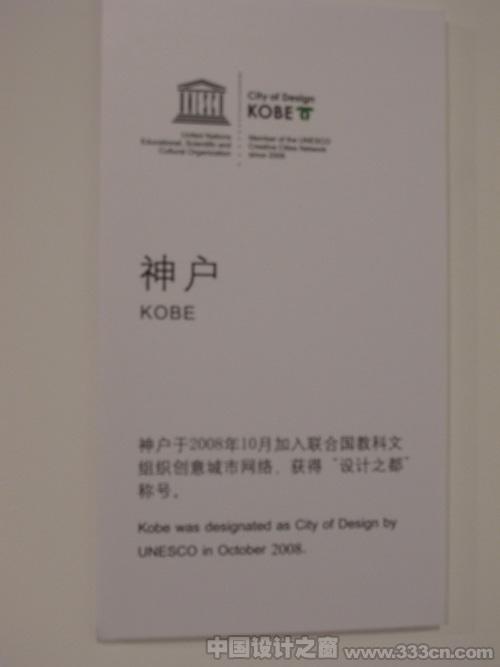 City of Design
KOBE
United Nations
Educational, Scientific and
Cultural Organization
Member of the UNESCO
Creative Cities Network
since 2008
神户
KOBE
神户于2008年10月加入联合国教科文
组织创意城市网络，获得“设计之都”
称号。
Kobe was designated as City of Design by
UNESCO in October 2008.
中国设计之窗 www.333cn.com